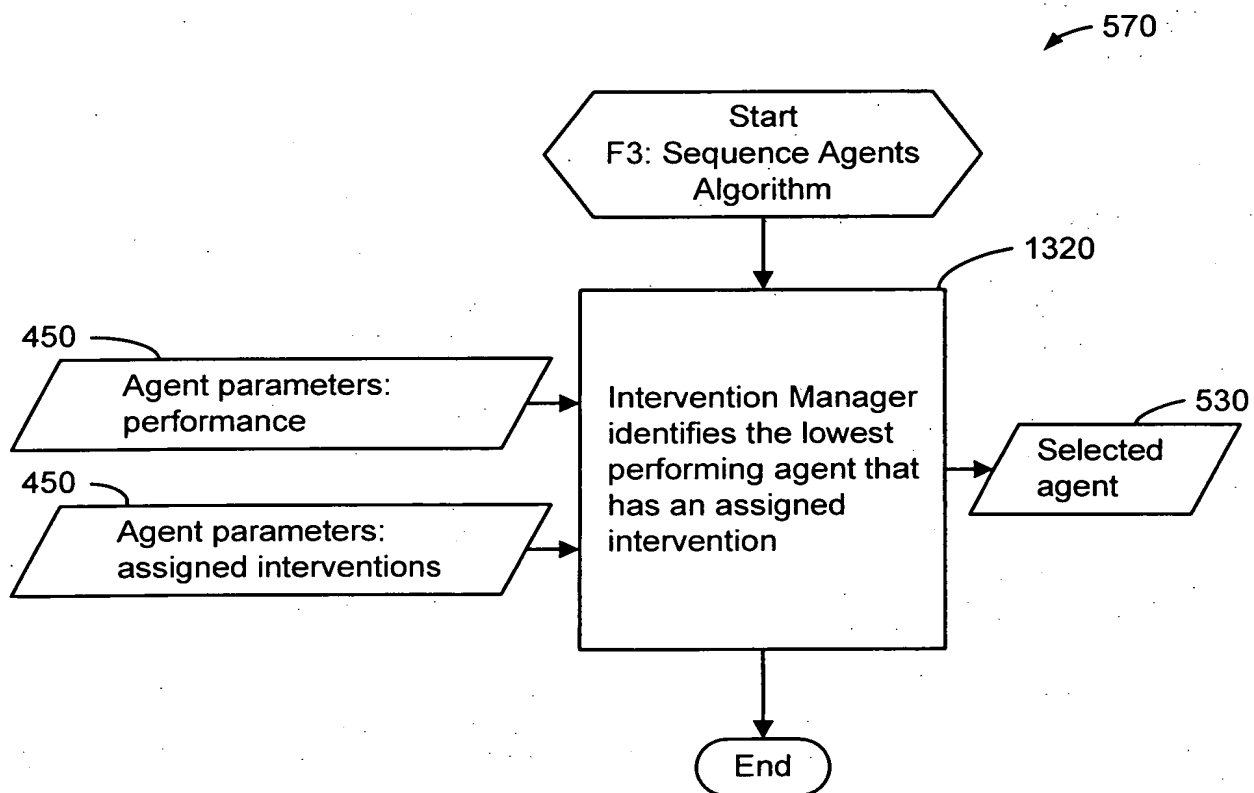 570
Start
F3: Sequence Agents
Algorithm
1320
450
Agent parameters:
performance
Intervention Manager
identifies the lowest
performing agent that
has an assigned
intervention
530
Selected
agent
450
Agent parameters:
assigned interventions
End